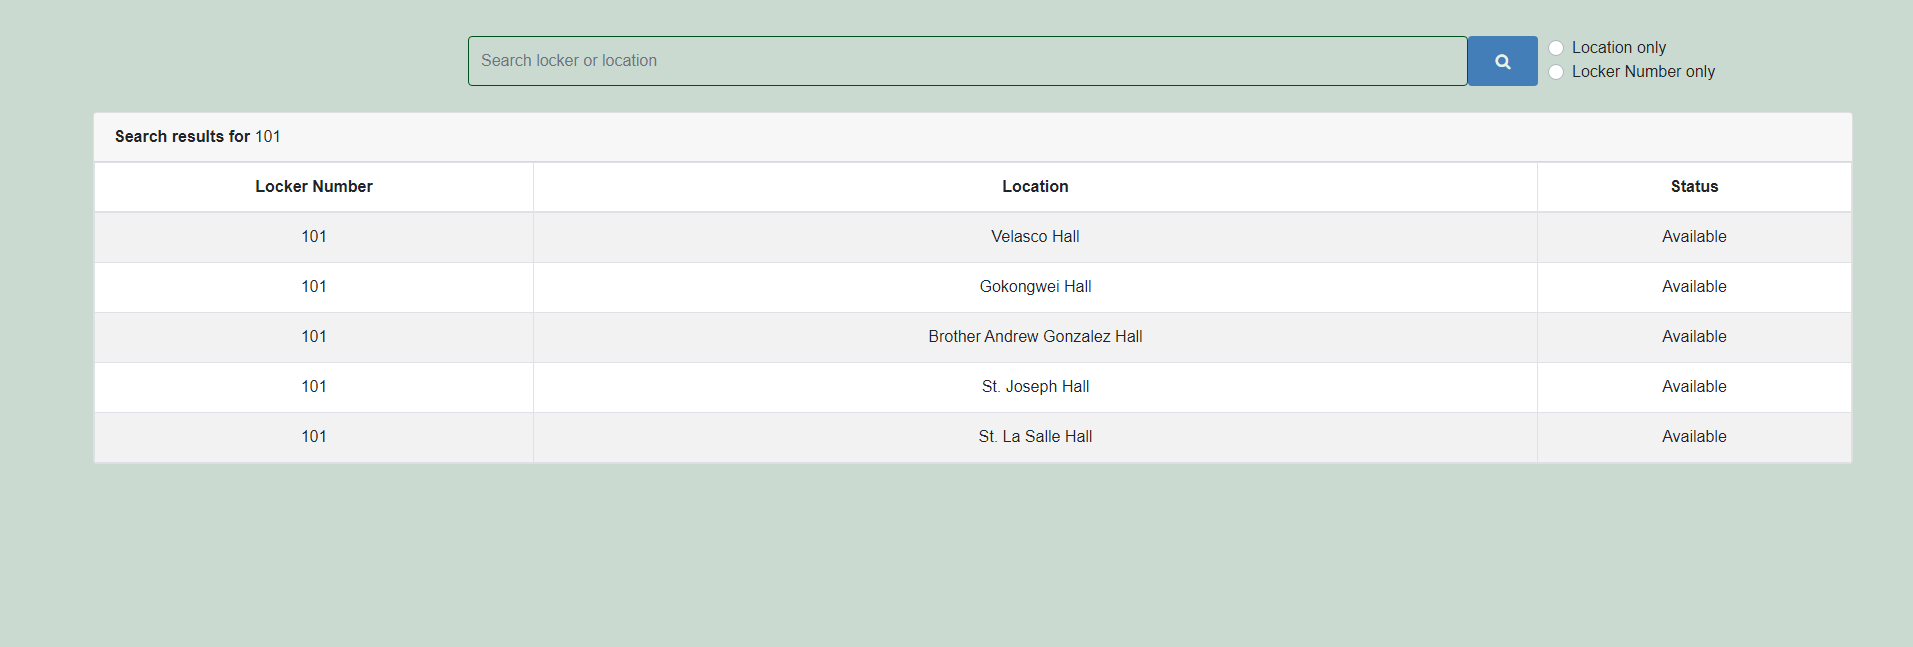 Search locker or location
Location only
Locker Number only
Search results for 101
Locker Number Location Status
101 Velasco Hall Available
101 Gokongwei Hall Available
101 Brother Andrew Gonzalez Hall Available
101 St. Joseph Hall Available
101 St. La Salle Hall Available